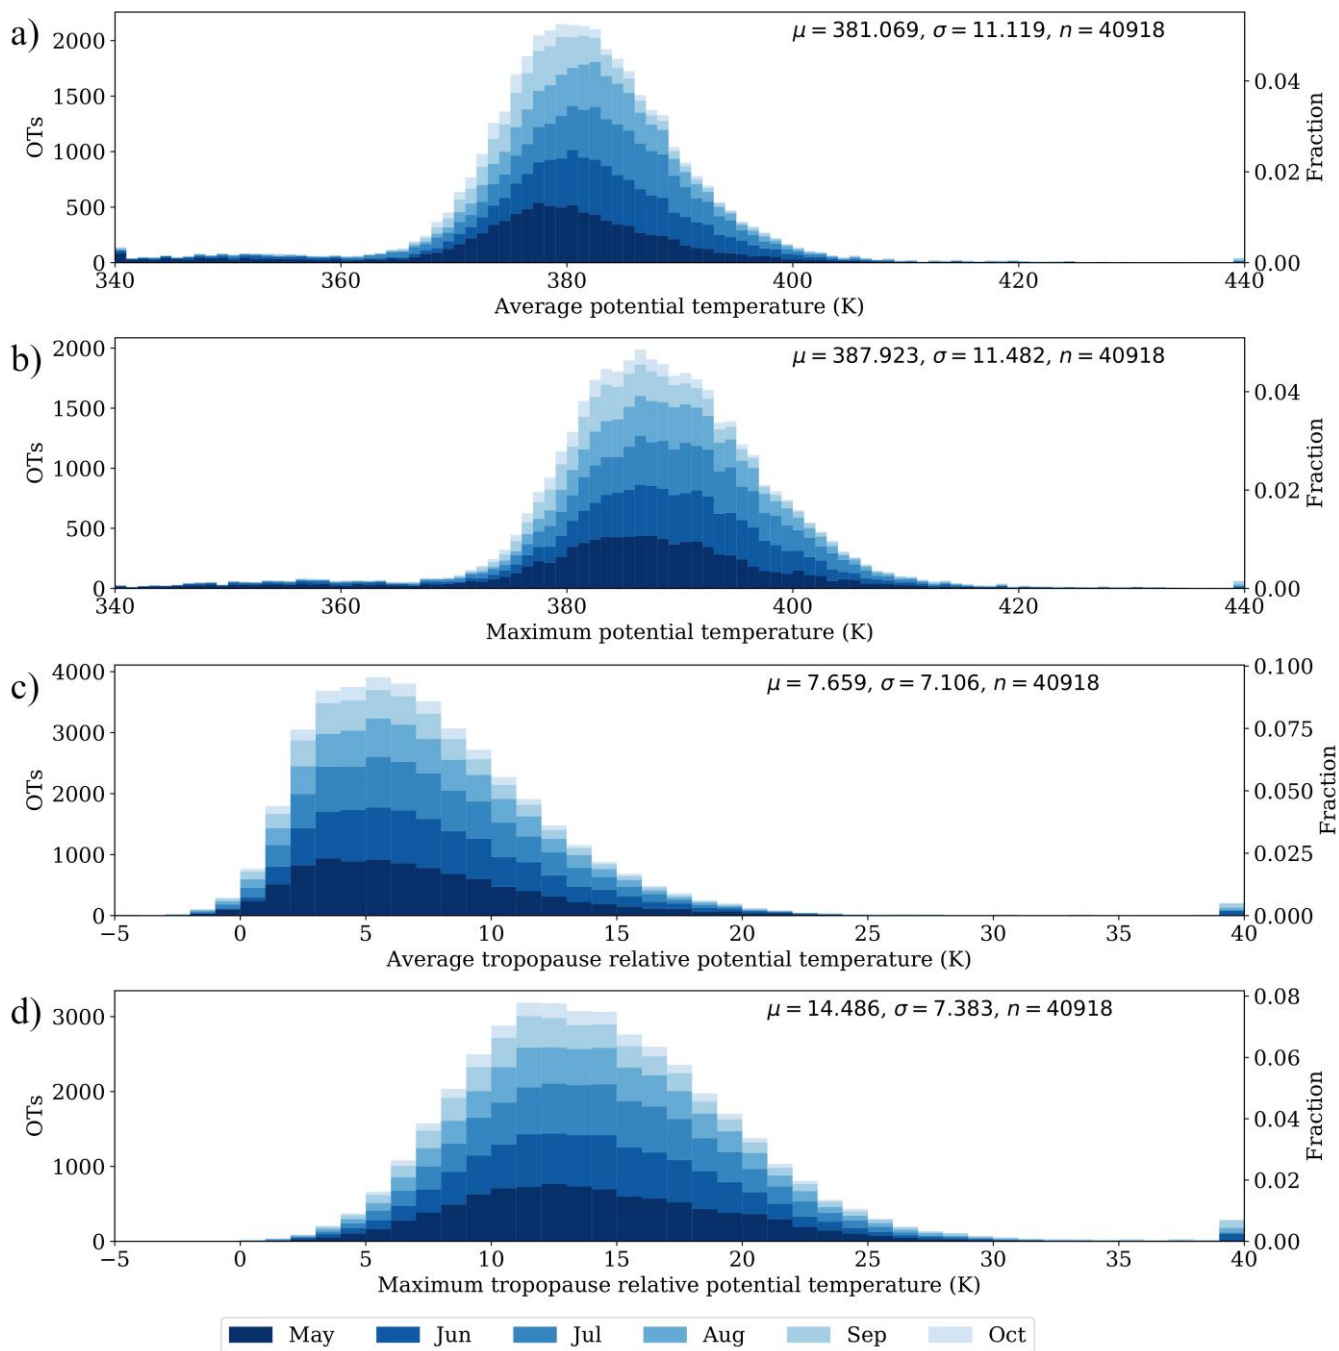 a)
μ = 381.069, σ = 11.119, n = 40918
2000
1500
1000
500
0
OTs
0.04
0.02
0.00
Fraction
340 360 380 400 420 440
Average potential temperature (K)
b)
μ = 387.923, σ = 11.482, n = 40918
2000
1500
1000
500
0
OTs
0.04
0.02
0.00
Fraction
340 360 380 400 420 440
Maximum potential temperature (K)
c)
μ = 7.659, σ = 7.106, n = 40918
4000
3000
2000
1000
0
OTs
0.100
0.075
0.050
0.025
0.000
Fraction
−5 0 5 10 15 20 25 30 35 40
Average tropopause relative potential temperature (K)
d)
μ = 14.486, σ = 7.383, n = 40918
3000
2000
1000
0
OTs
0.08
0.06
0.04
0.02
0.00
Fraction
−5 0 5 10 15 20 25 30 35 40
Maximum tropopause relative potential temperature (K)
May Jun Jul Aug Sep Oct